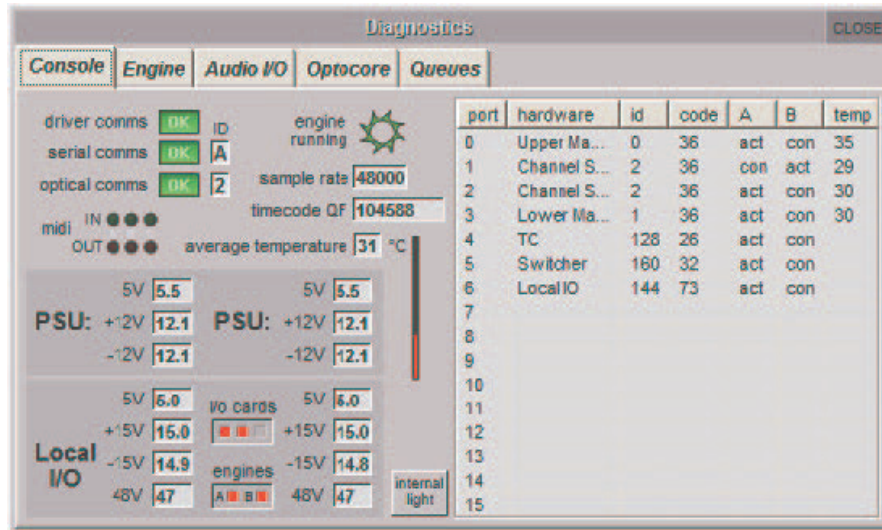 Diagnostics
CLOSE
Console Engine Audio I/O Optocore Queues
driver comms OK ID
serial comms OK A
optical comms OK 2
engine running
sample rate 48000
timecode QF 104588
midi IN
OUT
average temperature 31 °C
5V 5.5 5V 5.5
PSU: +12V 12.1 PSU: +12V 12.1
-12V 12.1 -12V 12.1
5V 5.0 i/o cards 5V 5.0
+15V 15.0 +15V 15.0
Local I/O -15V 14.9 engines -15V 14.8
48V 47 A B 48V 47
internal light
port hardware id code A B temp
0 Upper Ma... 0 36 act con 35
1 Channel S... 2 36 con act 29
2 Channel S... 2 36 act con 30
3 Lower Ma... 1 36 act con 30
4 TC 128 26 act con
5 Switcher 160 32 act con
6 LocalIO 144 73 act con
7
8
9
10
11
12
13
14
15